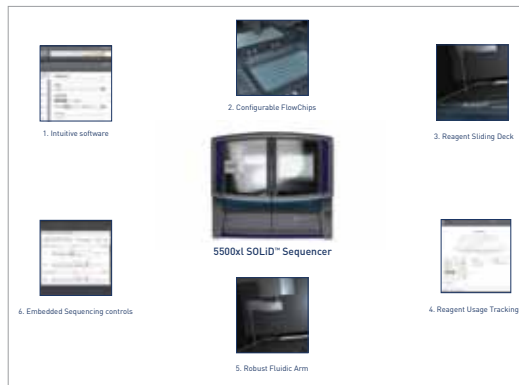 1. Intuitive software
2. Configurable FlowChips
3. Reagent Sliding Deck
5500xl SOLiD™ Sequencer
6. Embedded Sequencing controls
4. Reagent Usage Tracking
5. Robust Fluidic Arm